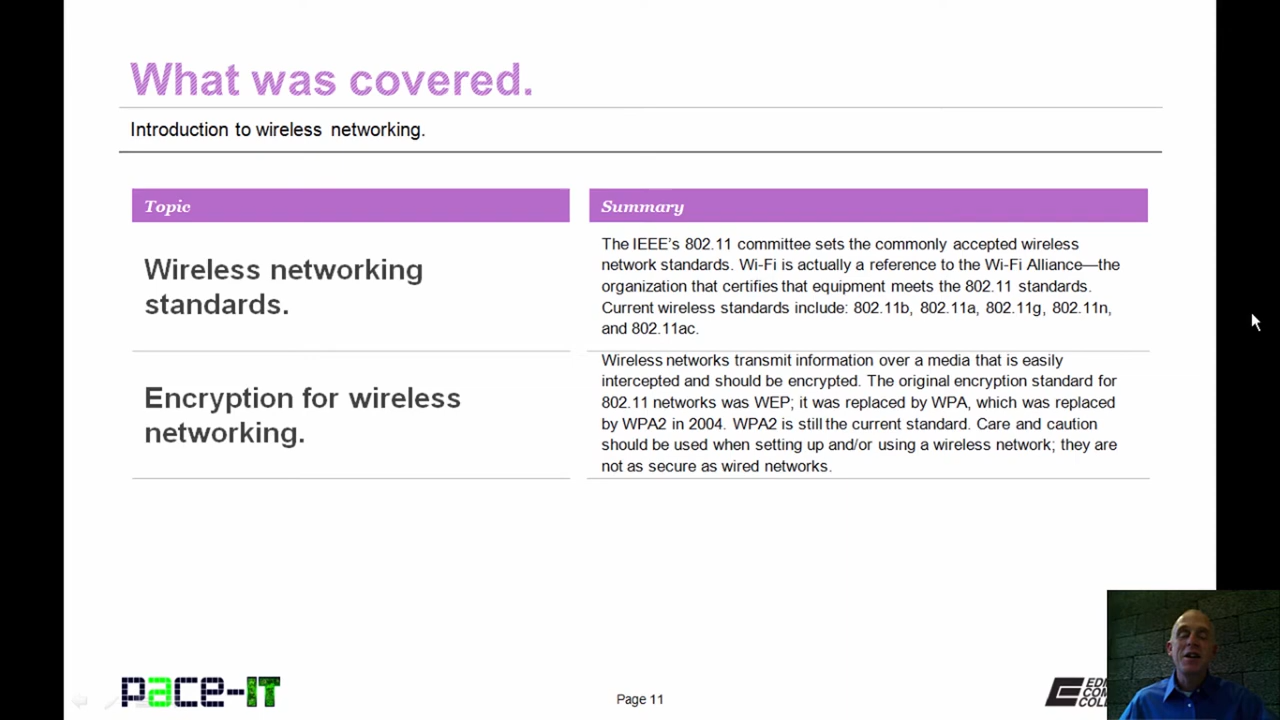 What was covered.
Introduction to wireless networking.
Topic
Summary
Wireless networking
standards.
The IEEE's 802.11 committee sets the commonly accepted wireless
network standards. Wi-Fi is actually a reference to the Wi-Fi Alliance—the
organization that certifies that equipment meets the 802.11 standards.
Current wireless standards include: 802.11b, 802.11a, 802.11g, 802.11n,
and 802.11ac.
Encryption for wireless
networking.
Wireless networks transmit information over a media that is easily
intercepted and should be encrypted. The original encryption standard for
802.11 networks was WEP; it was replaced by WPA, which was replaced
by WPA2 in 2004. WPA2 is still the current standard. Care and caution
should be used when setting up and/or using a wireless network; they are
not as secure as wired networks.
pace-IT
Page 11